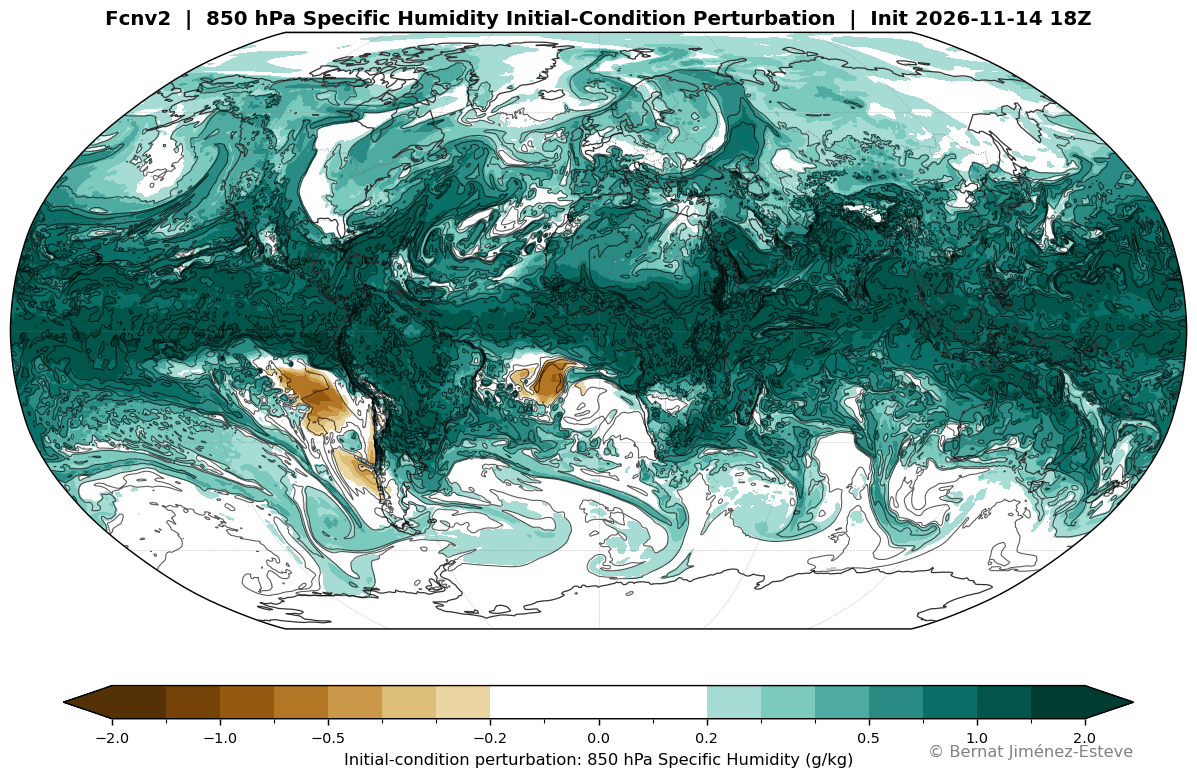 Fcnv2 | 850 hPa Specific Humidity Initial-Condition Perturbation | Init 2026-11-14 18Z
−2.0 −1.0 −0.5 −0.2 0.0 0.2 0.5 1.0 2.0
© Bernat Jiménez-Esteve
Initial-condition perturbation: 850 hPa Specific Humidity (g/kg)